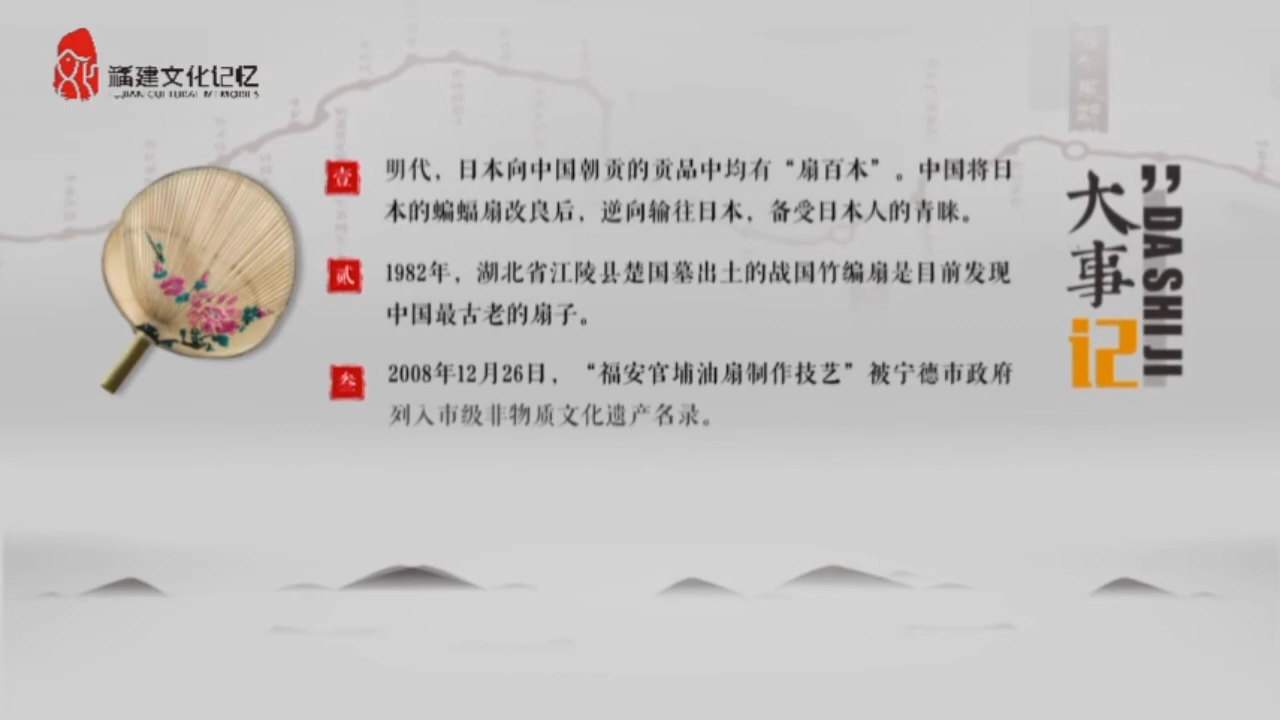 福建文化记忆
FUJIAN CULTURAL MEMORIES
壹
明代，日本向中国朝贡的贡品中均有“扇百本”。中国将日
本的蝙蝠扇改良后，逆向输往日本，备受日本人的青睐。
贰
1982年，湖北省江陵县楚国墓出土的战国竹编扇是目前发现
中国最古老的扇子。
叁
2008年12月26日，“福安官埔油扇制作技艺”被宁德市政府
列入市级非物质文化遗产名录。
大事记
DA SHI JI